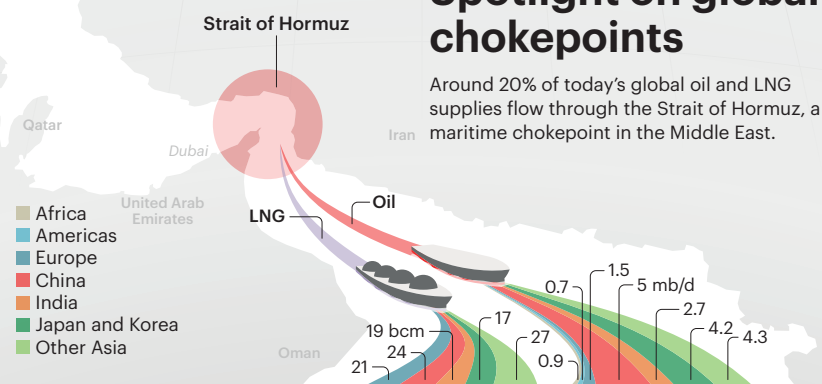 Spotlight on global
chokepoints
Around 20% of today's global oil and LNG
supplies flow through the Strait of Hormuz, a
maritime chokepoint in the Middle East.
Strait of Hormuz
Qatar
Dubai
Iran
United Arab
Emirates
Oman
LNG
Oil
Africa
Americas
Europe
China
India
Japan and Korea
Other Asia
21
24
19 bcm
17
27
0.9
0.7
1.5
5 mb/d
2.7
4.2
4.3